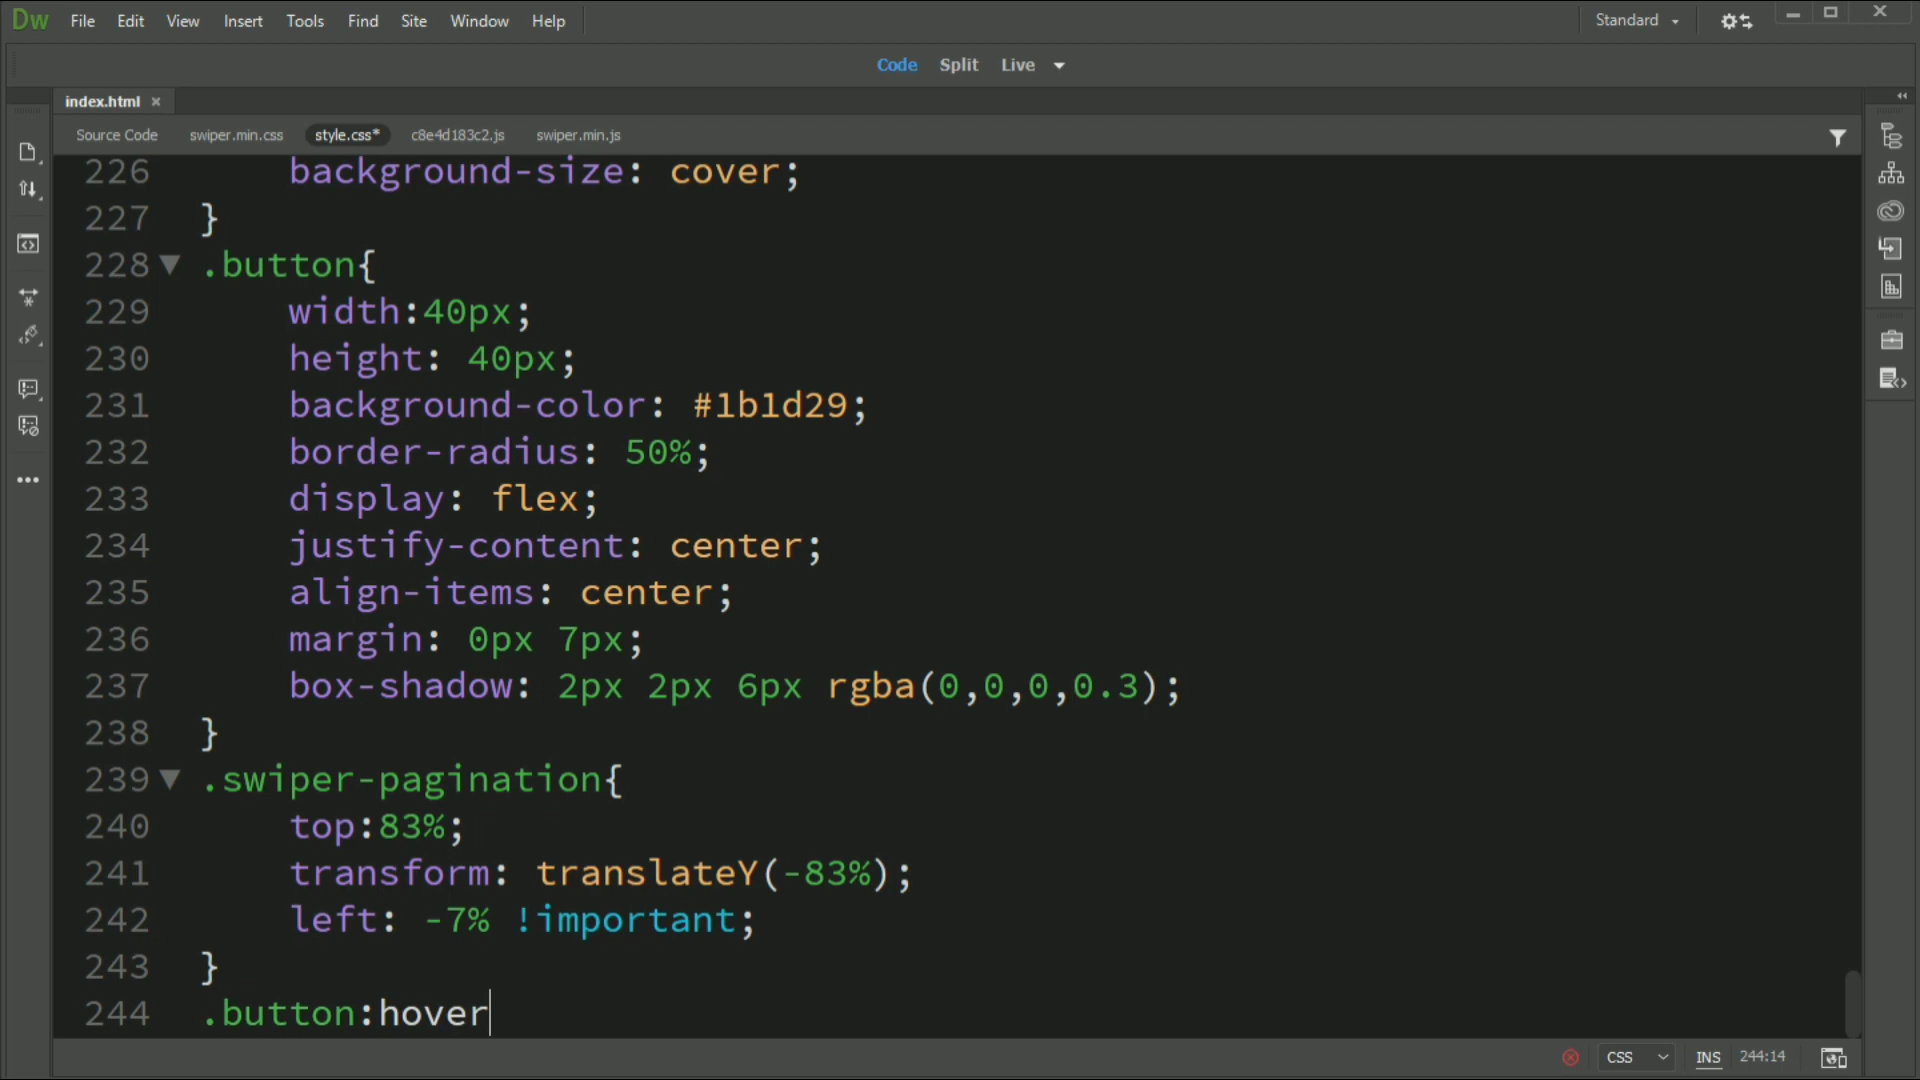 Dw File Edit View Insert Tools Find Site Window Help Standard
Code Split Live
index.html ×
Source Code swiper.min.css style.css* c8e4d183c2.js swiper.min.js
226 background-size: cover;
227 }
228 .button{
229 width:40px;
230 height: 40px;
231 background-color: #1b1d29;
232 border-radius: 50%;
233 display: flex;
234 justify-content: center;
235 align-items: center;
236 margin: 0px 7px;
237 box-shadow: 2px 2px 6px rgba(0,0,0,0.3);
238 }
239 .swiper-pagination{
240 top:83%;
241 transform: translateY(-83%);
242 left: -7% !important;
243 }
244 .button:hover
CSS INS 244:14